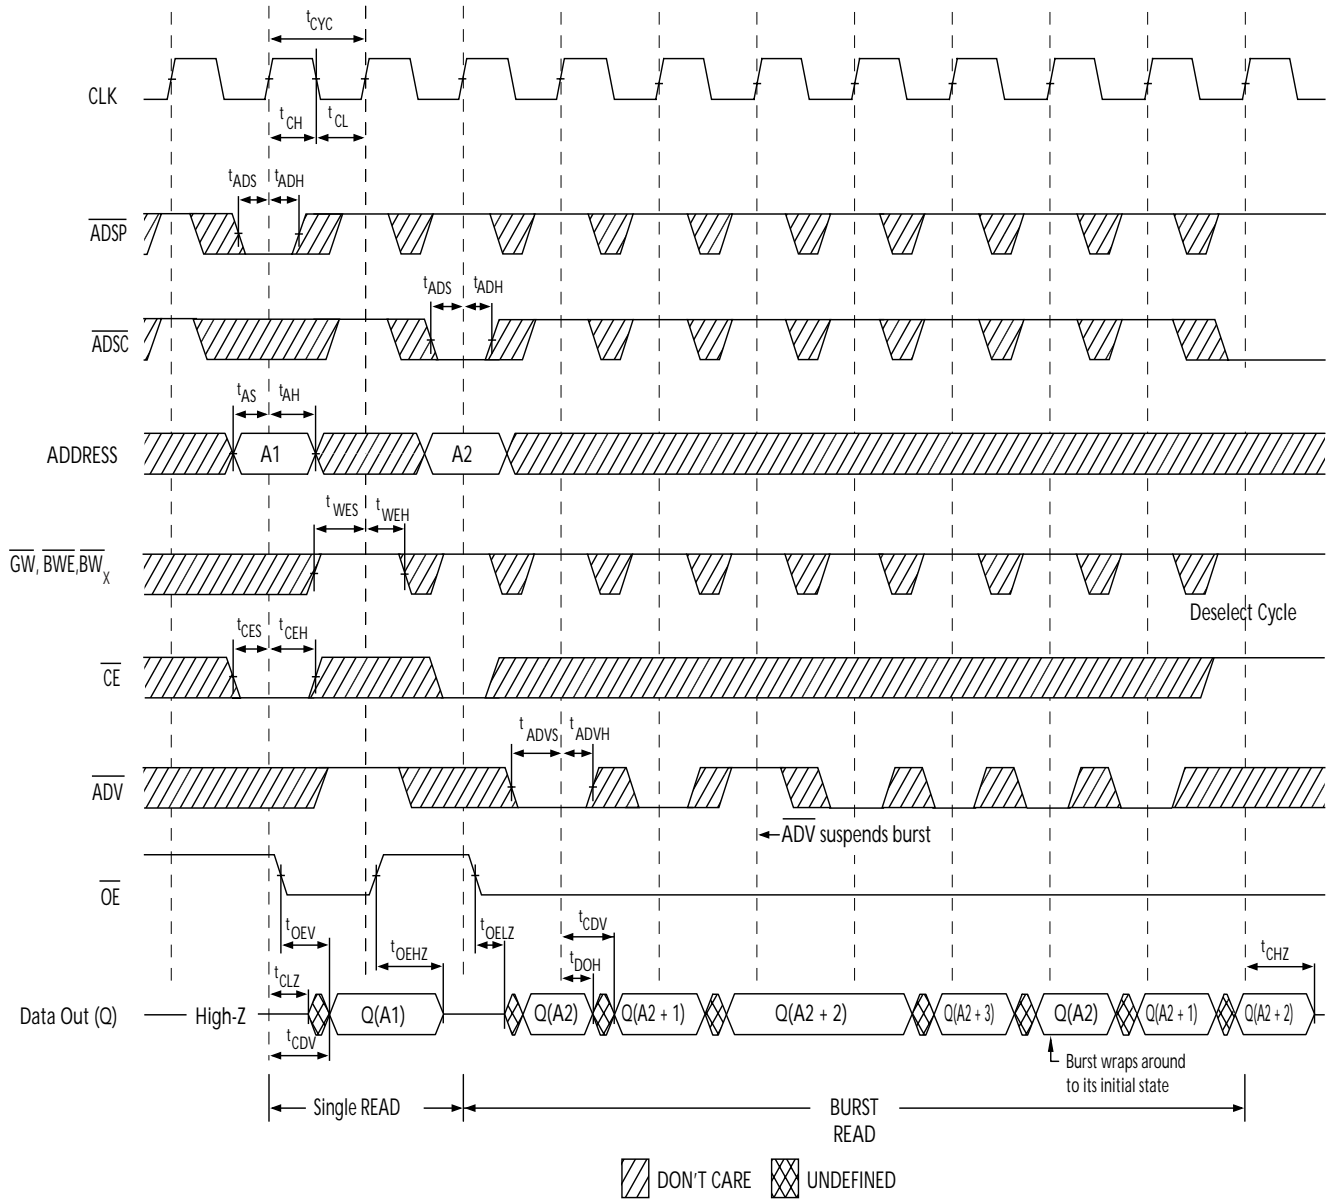 tCYC
CLK
tCH
tCL
tADS
tADH
ADSP
tADS
tADH
ADSC
tAS
tAH
ADDRESS
A1
A2
tWES
tWEH
GW, BWE,BWX
Deselect Cycle
tCES
tCEH
CE
tADVS
tADVH
ADV
ADV suspends burst
OE
tOEV
tOEHZ
tOELZ
tCDV
tCLZ
tDOH
tCHZ
Data Out (Q)
High-Z
Q(A1)
Q(A2)
Q(A2 + 1)
Q(A2 + 2)
Q(A2 + 3)
Q(A2)
Q(A2 + 1)
Q(A2 + 2)
tCDV
Burst wraps around
to its initial state
Single READ
BURST
READ
DON'T CARE
UNDEFINED